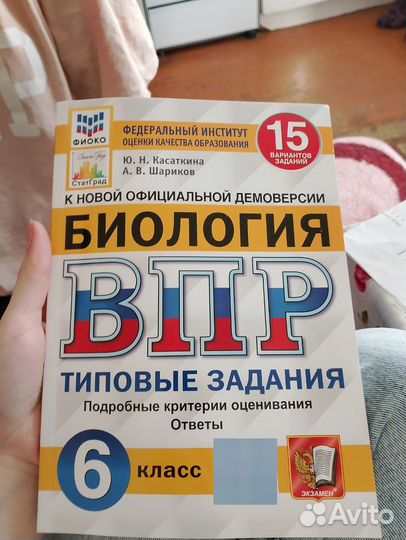 ФИОКО
СтатГрад
ФЕДЕРАЛЬНЫЙ ИНСТИТУТ
ОЦЕНКИ КАЧЕСТВА ОБРАЗОВАНИЯ
Ю. Н. Касаткина
А. В. Шариков
15
ВАРИАНТОВ
ЗАДАНИЙ
К НОВОЙ ОФИЦИАЛЬНОЙ ДЕМОВЕРСИИ
БИОЛОГИЯ
ВПР
ТИПОВЫЕ ЗАДАНИЯ
Подробные критерии оценивания
Ответы
6 класс
ЭКЗАМЕН
Avito